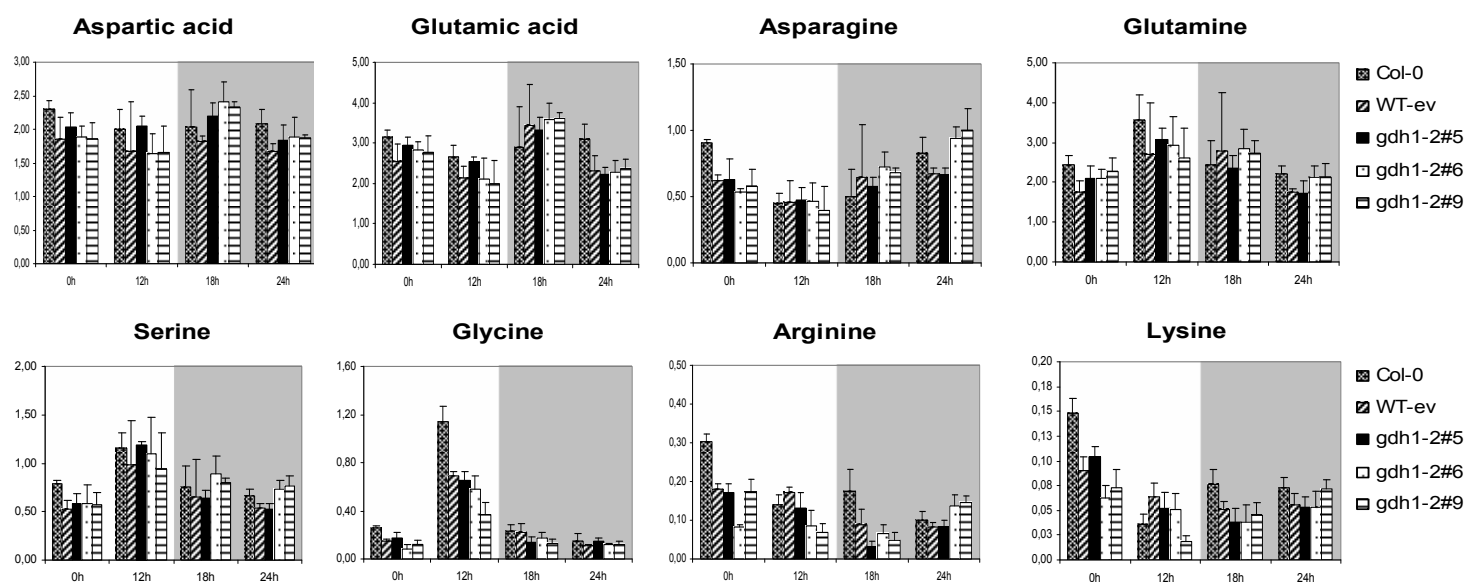 Aspartic acid
Glutamic acid
Asparagine
Glutamine
3,00
2,50
2,00
1,50
1,00
0,50
0,00
0h 12h 18h 24h
5,00
4,00
3,00
2,00
1,00
0,00
0h 12h 18h 24h
1,50
1,00
0,50
0,00
0h 12h 18h 24h
5,00
4,00
3,00
2,00
1,00
0,00
0h 12h 18h 24h
Col-0
WT-ev
gdh1-2#5
gdh1-2#6
gdh1-2#9
Serine
Glycine
Arginine
Lysine
2,00
1,50
1,00
0,50
0,00
0h 12h 18h 24h
1,60
1,20
0,80
0,40
0,00
0h 12h 18h 24h
0,50
0,40
0,30
0,20
0,10
0,00
0h 12h 18h 24h
0,20
0,18
0,15
0,13
0,10
0,08
0,05
0,03
0,00
0h 12h 18h 24h
Col-0
WT-ev
gdh1-2#5
gdh1-2#6
gdh1-2#9